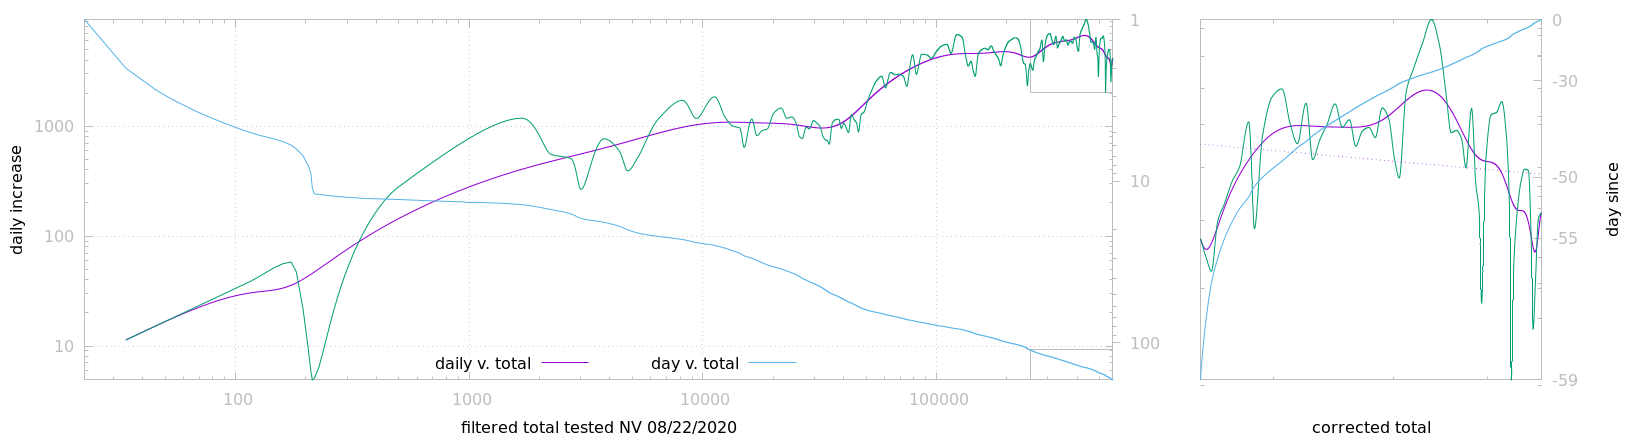 daily increase
1000
100
10
1
10
100
daily v. total
day v. total
100
1000
10000
100000
filtered total tested NV 08/22/2020
0
-30
-50
-55
-59
day since
corrected total